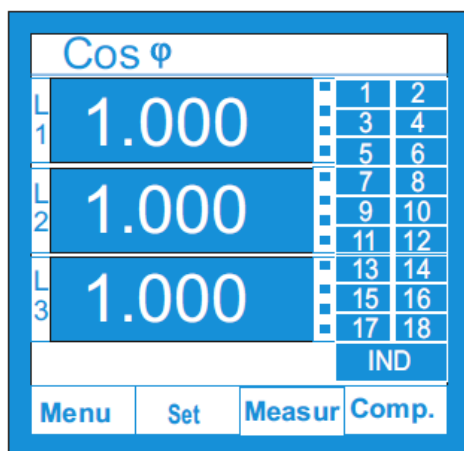 Cos φ
L1 1.000
L2 1.000
L3 1.000
1 2
3 4
5 6
7 8
9 10
11 12
13 14
15 16
17 18
IND
Menu Set Measur Comp.